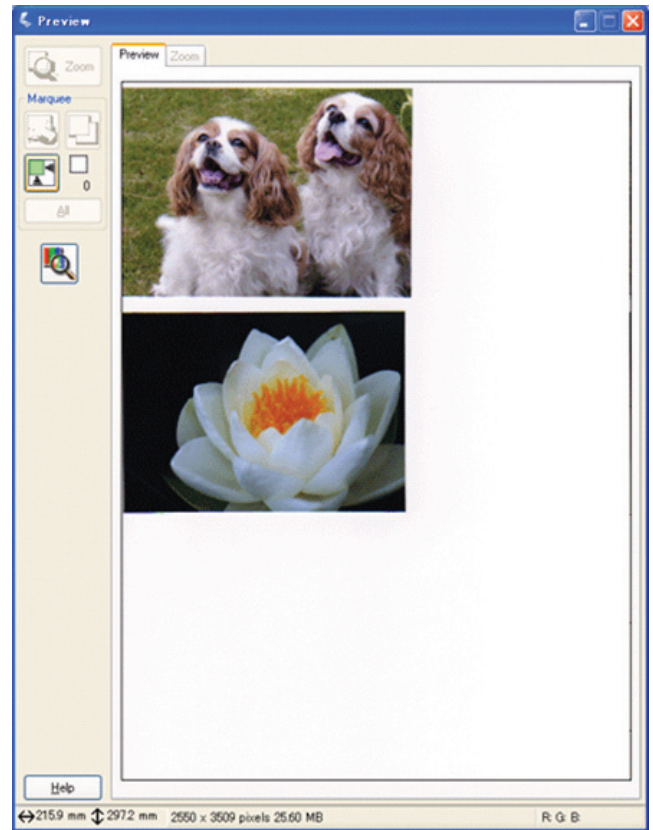 Preview
Preview Zoom
Zoom
Marquee
0
All
Help
215.9 mm 297.2 mm 2550 x 3509 pixels 25.60 MB R: G: B: